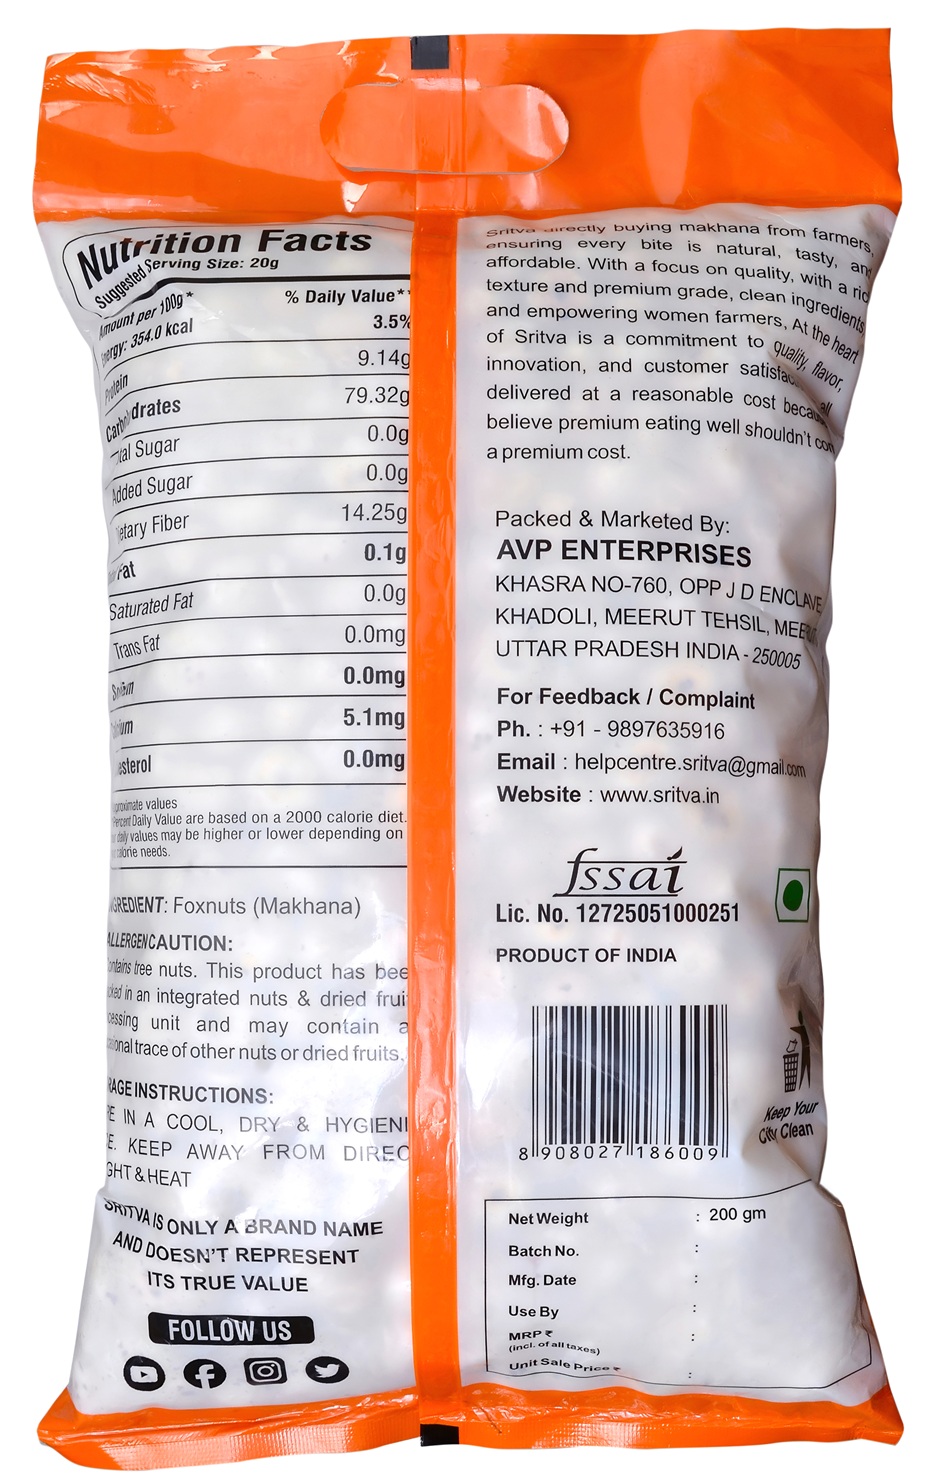 Nutrition Facts
Suggested Serving Size: 20g
Amount per 100g* % Daily Value**
Energy: 354.0 kcal 3.5%
Protein 9.14g
Carbohydrates 79.32g
Total Sugar 0.0g
Added Sugar 0.0g
Dietary Fiber 14.25g
Fat 0.1g
Saturated Fat 0.0g
Trans Fat 0.0mg
0.0mg
5.1mg
0.0mg
values
Daily Value are based on a 2000 calorie diet.
daily values may be higher or lower depending on
calorie needs.
INGREDIENT: Foxnuts (Makhana)
ALLERGEN CAUTION:
Contains tree nuts. This product has bee
in an integrated nuts & dried frui
unit and may contain a
trace of other nuts or dried fruits.
INSTRUCTIONS:
IN A COOL, DRY & HYGIENI
KEEP AWAY FROM DIREC
& HEAT
SRITVA IS ONLY A BRAND NAME
AND DOESN'T REPRESENT
ITS TRUE VALUE
FOLLOW US
Sritva directly buying makhana from farmers,
ensuring every bite is natural, tasty, and
affordable. With a focus on quality, with a rich
texture and premium grade, clean ingredients
and empowering women farmers. At the heart
of Sritva is a commitment to quality, flavor,
innovation, and customer satisfac all
delivered at a reasonable cost becau
believe premium eating well shouldn't com
a premium cost.
Packed & Marketed By:
AVP ENTERPRISES
KHASRA NO-760, OPP J D ENCLAVE
KHADOLI, MEERUT TEHSIL, MEERUT,
UTTAR PRADESH INDIA - 250005
For Feedback / Complaint
Ph. : +91 - 9897635916
Email : helpcentre.sritva@gmail.com
Website : www.sritva.in
fssai
Lic. No. 12725051000251
PRODUCT OF INDIA
8 908027 186009
Keep Your
City Clean
Net Weight : 200 gm
Batch No. :
Mfg. Date :
Use By :
MRP ₹ :
(incl. of all taxes)
Unit Sale Price ₹ :